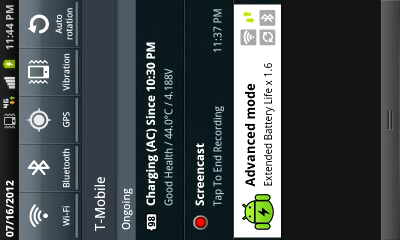 07/16/2012 4G 11:44 PM
Wi-Fi Bluetooth GPS Vibration Auto
rotation
T-Mobile
Ongoing
98 Charging (AC) Since 10:30 PM
Good Health / 44.0°C / 4.188V
Screencast
Tap To End Recording 11:37 PM
Advanced mode
Extended Battery Life x 1.6